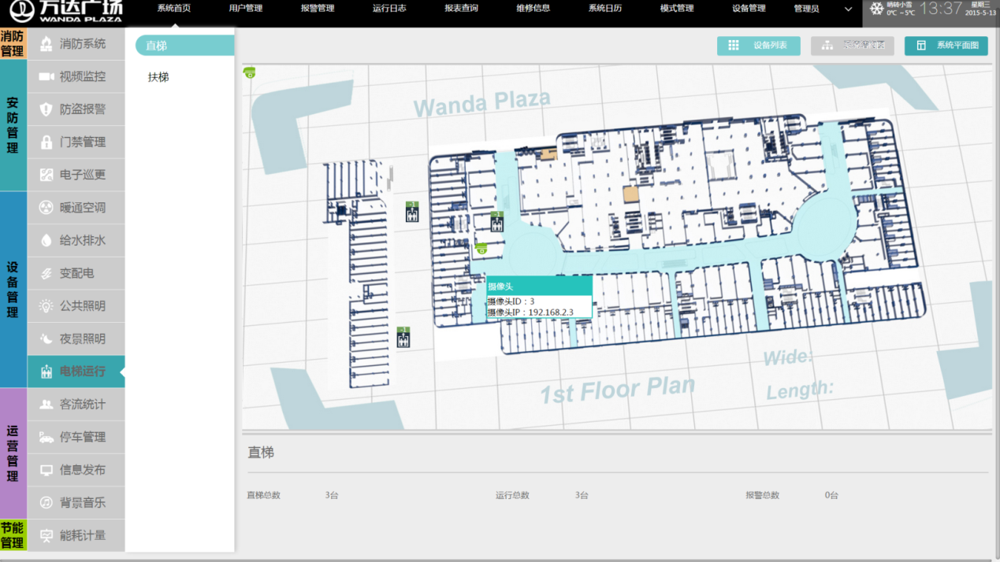 万达广场
WANDA PLAZA
系统首页
用户管理
报警管理
运行日志
报表查询
维修信息
系统日历
模式管理
设备管理
管理员
晴转小雪
0℃ ~5℃
13:37
星期三
2015-5-13
消防管理
安防管理
设备管理
运营管理
节能管理
消防系统
视频监控
防盗报警
门禁管理
电子巡更
暖通空调
给水排水
变配电
公共照明
夜景照明
电梯运行
客流统计
停车管理
信息发布
背景音乐
能耗计量
直梯
扶梯
设备列表
系统平面图
Wanda Plaza
-1
-1
摄像头
摄像头ID：3
摄像头IP：192.168.2.3
-1
Wide:
Length:
1st Floor Plan
直梯
直梯总数
3台
运行总数
3台
报警总数
0台